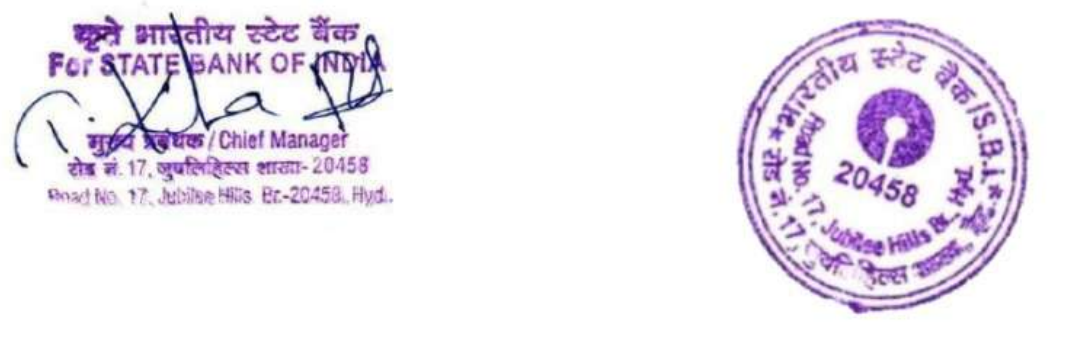 कृते भारतीय स्टेट बैंक
For STATE BANK OF INDIA
मुख्य प्रबंधक / Chief Manager
रोड नं. 17, जुबलिहिल्स शाखा- 20458
Road No. 17, Jubilee Hills Br.-20458, Hyd.
भारतीय स्टेट बैंक / S.B.I.
20458
Road No. 17, Jubilee Hills Br., Hyd.
रोड नं. 17, जुबलिहिल्स शाखा, हैद.